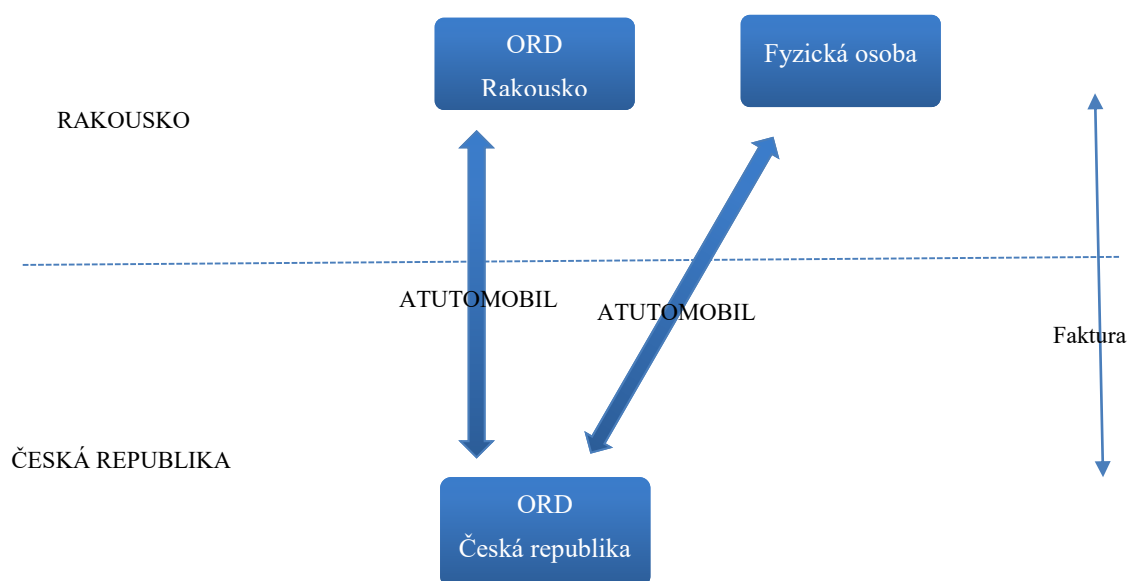 ORD
Rakousko
Fyzická osoba
RAKOUSKO
ATUTOMOBIL
ATUTOMOBIL
Faktura
ČESKÁ REPUBLIKA
ORD
Česká republika